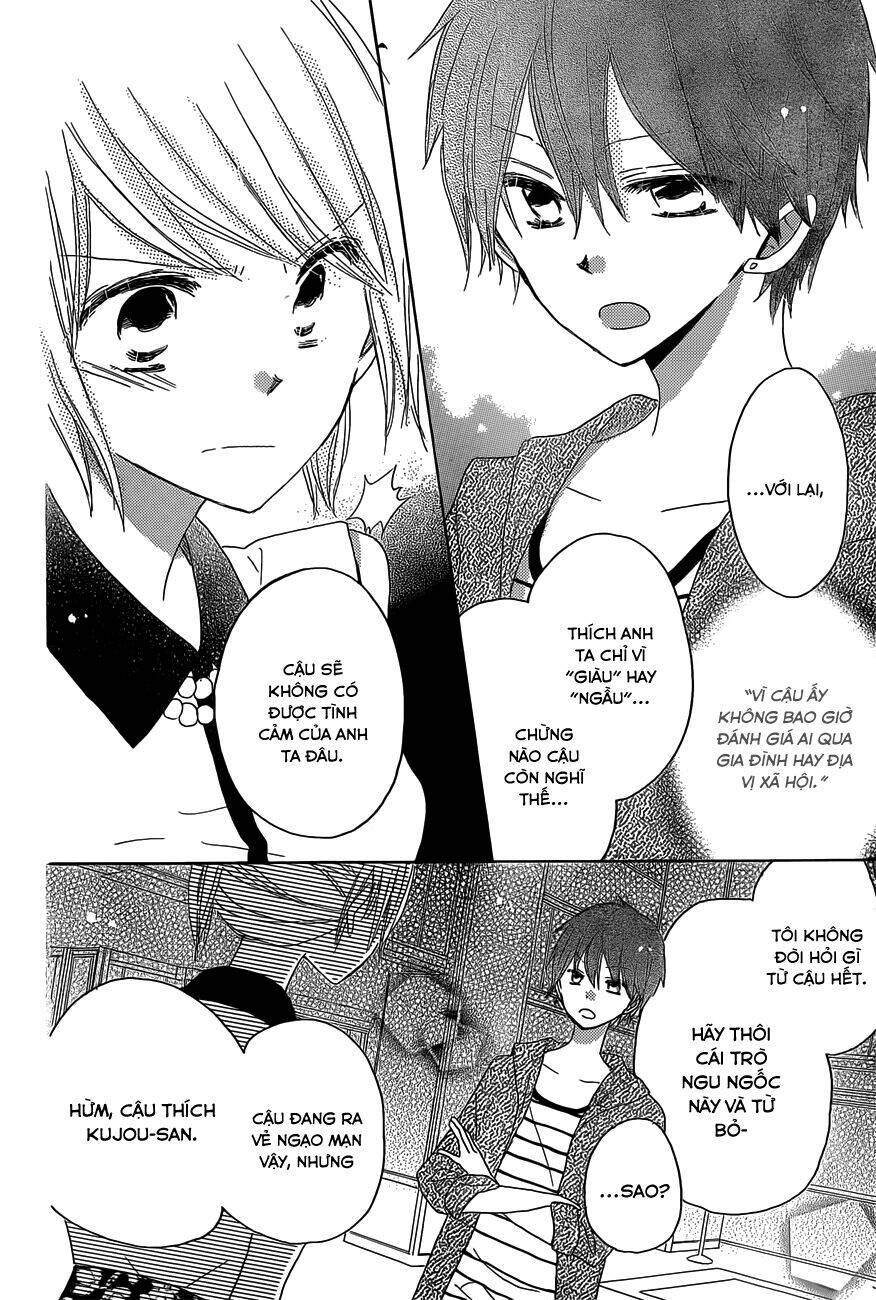 ...VỚI LẠI,
"VÌ CẬU ẤY
KHÔNG BAO GIỜ
ĐÁNH GIÁ AI QUA
GIA ĐÌNH HAY ĐỊA
VỊ XÃ HỘI."
THÍCH ANH
TA CHỈ VÌ
"GIÀU" HAY
"NGẦU"...
CHỪNG
NÀO CẬU
CÒN NGHĨ
THẾ...
CẬU SẼ
KHÔNG CÓ
ĐƯỢC TÌNH
CẢM CỦA ANH
TA ĐÂU.
TÔI KHÔNG
ĐÒI HỎI GÌ
TỪ CẬU HẾT.
HÃY THÔI
CÁI TRÒ
NGU NGỐC
NÀY VÀ TỪ
BỎ-
...SAO?
CẬU ĐANG RA
VẺ NGẠO MẠN
VẬY, NHƯNG
HỪM, CẬU THÍCH
KUJOU-SAN.